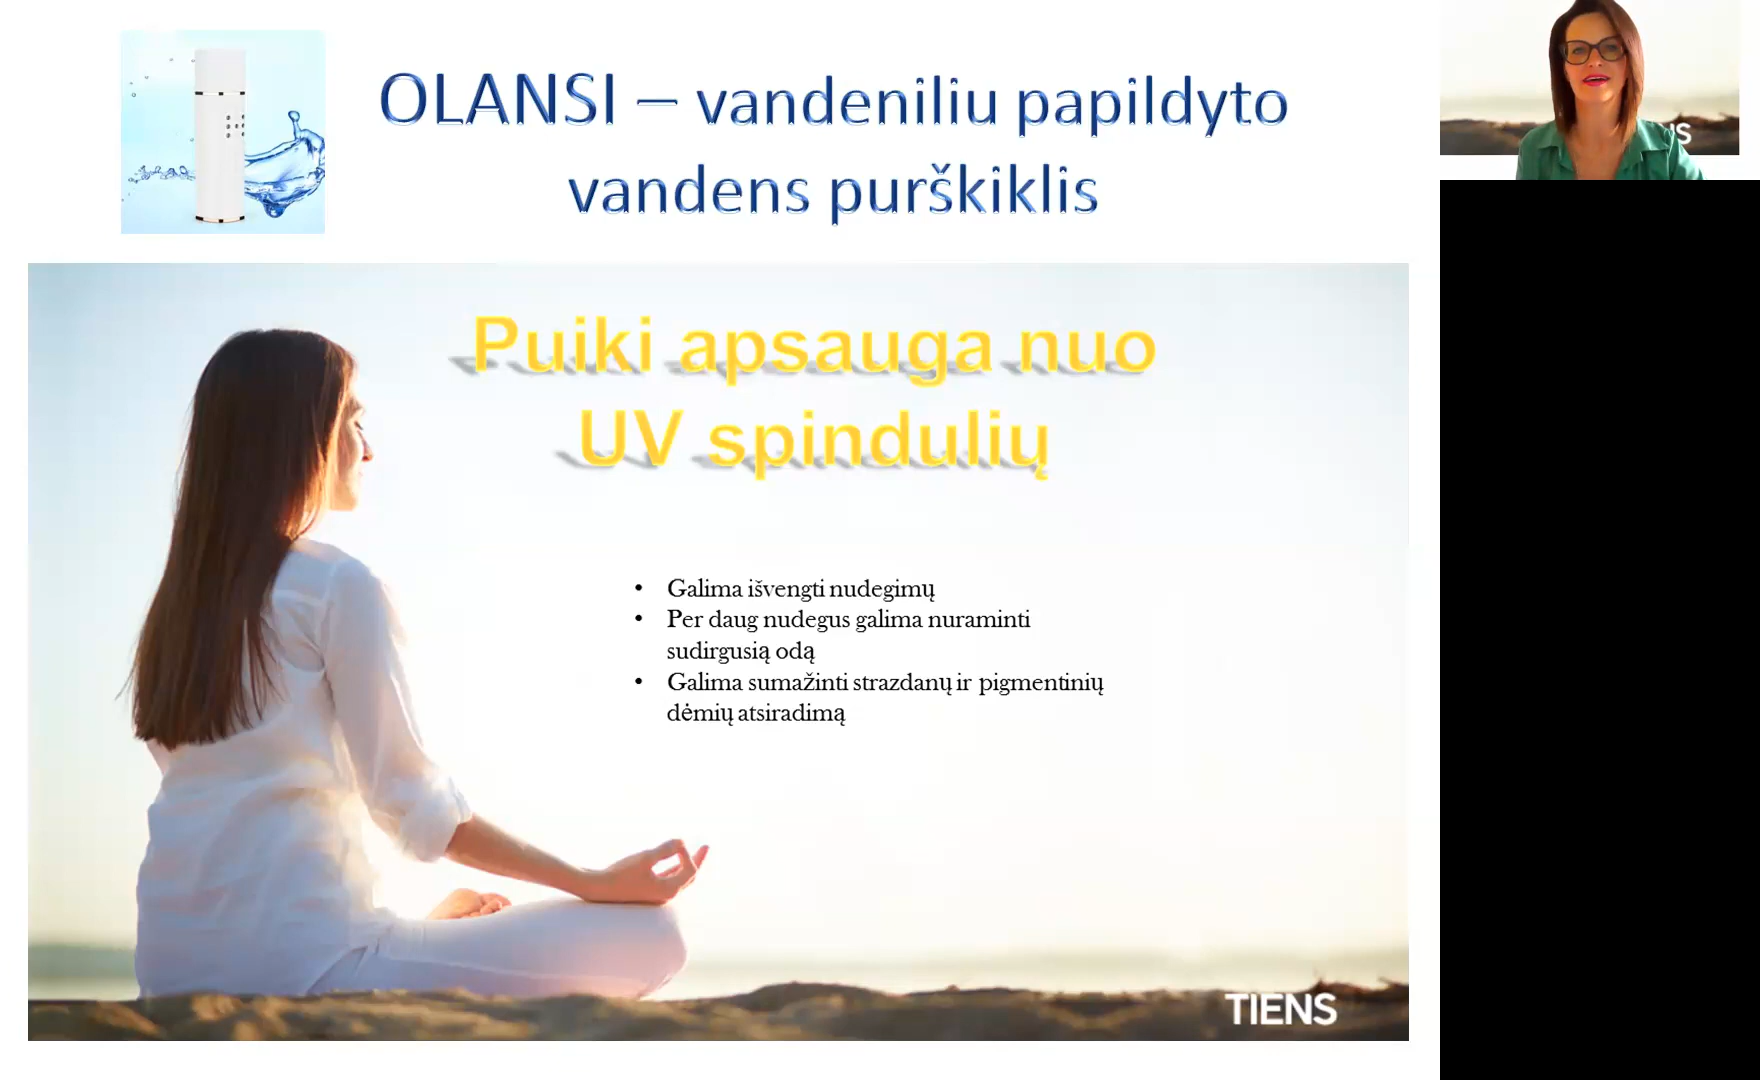 OLANSI – vandeniliu papildyto
vandens purškiklis
Puiki apsauga nuo
UV spindulių
• Galima išvengti nudegimų
• Per daug nudegus galima nuraminti
sudirgusią odą
• Galima sumažinti strazdanų ir pigmentinių
dėmių atsiradimą
TIENS